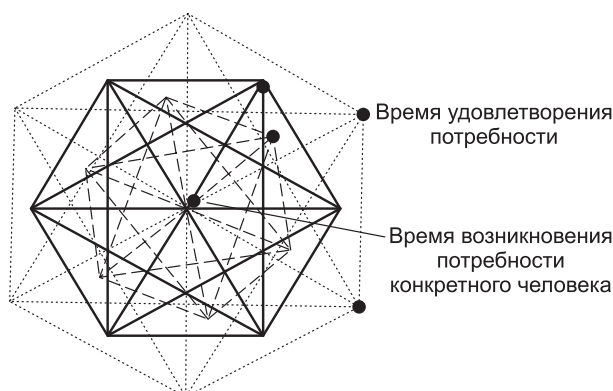 Время удовлетворения
потребности
Время возникновения
потребности
конкретного человека